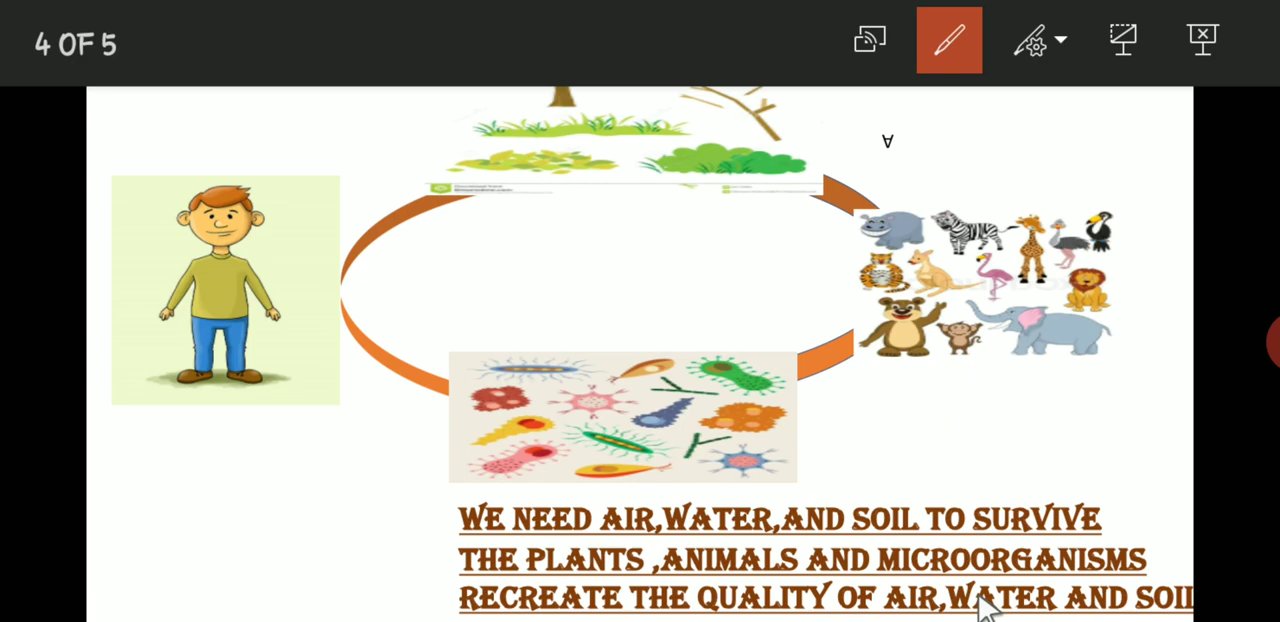 4 OF 5
∀
WE NEED AIR,WATER,AND SOIL TO SURVIVE
THE PLANTS ,ANIMALS AND MICROORGANISMS
RECREATE THE QUALITY OF AIR,WATER AND SOIL